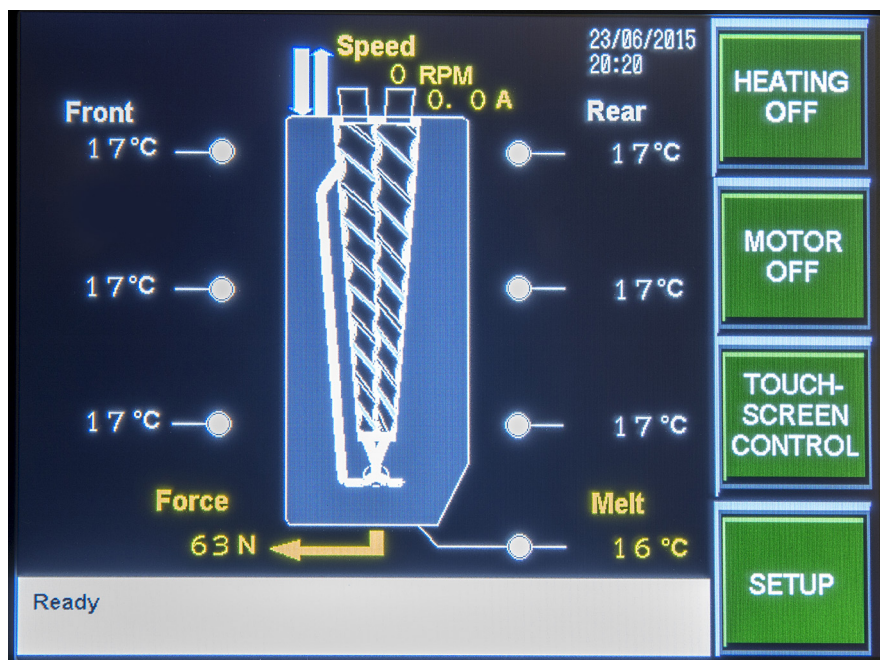 Speed
0 RPM
0.0 A
23/06/2015
20:20
HEATING
OFF
Front
Rear
17°C
17°C
MOTOR
OFF
17°C
17°C
TOUCH-
SCREEN
CONTROL
17°C
17°C
Force
Melt
63 N
16°C
SETUP
Ready